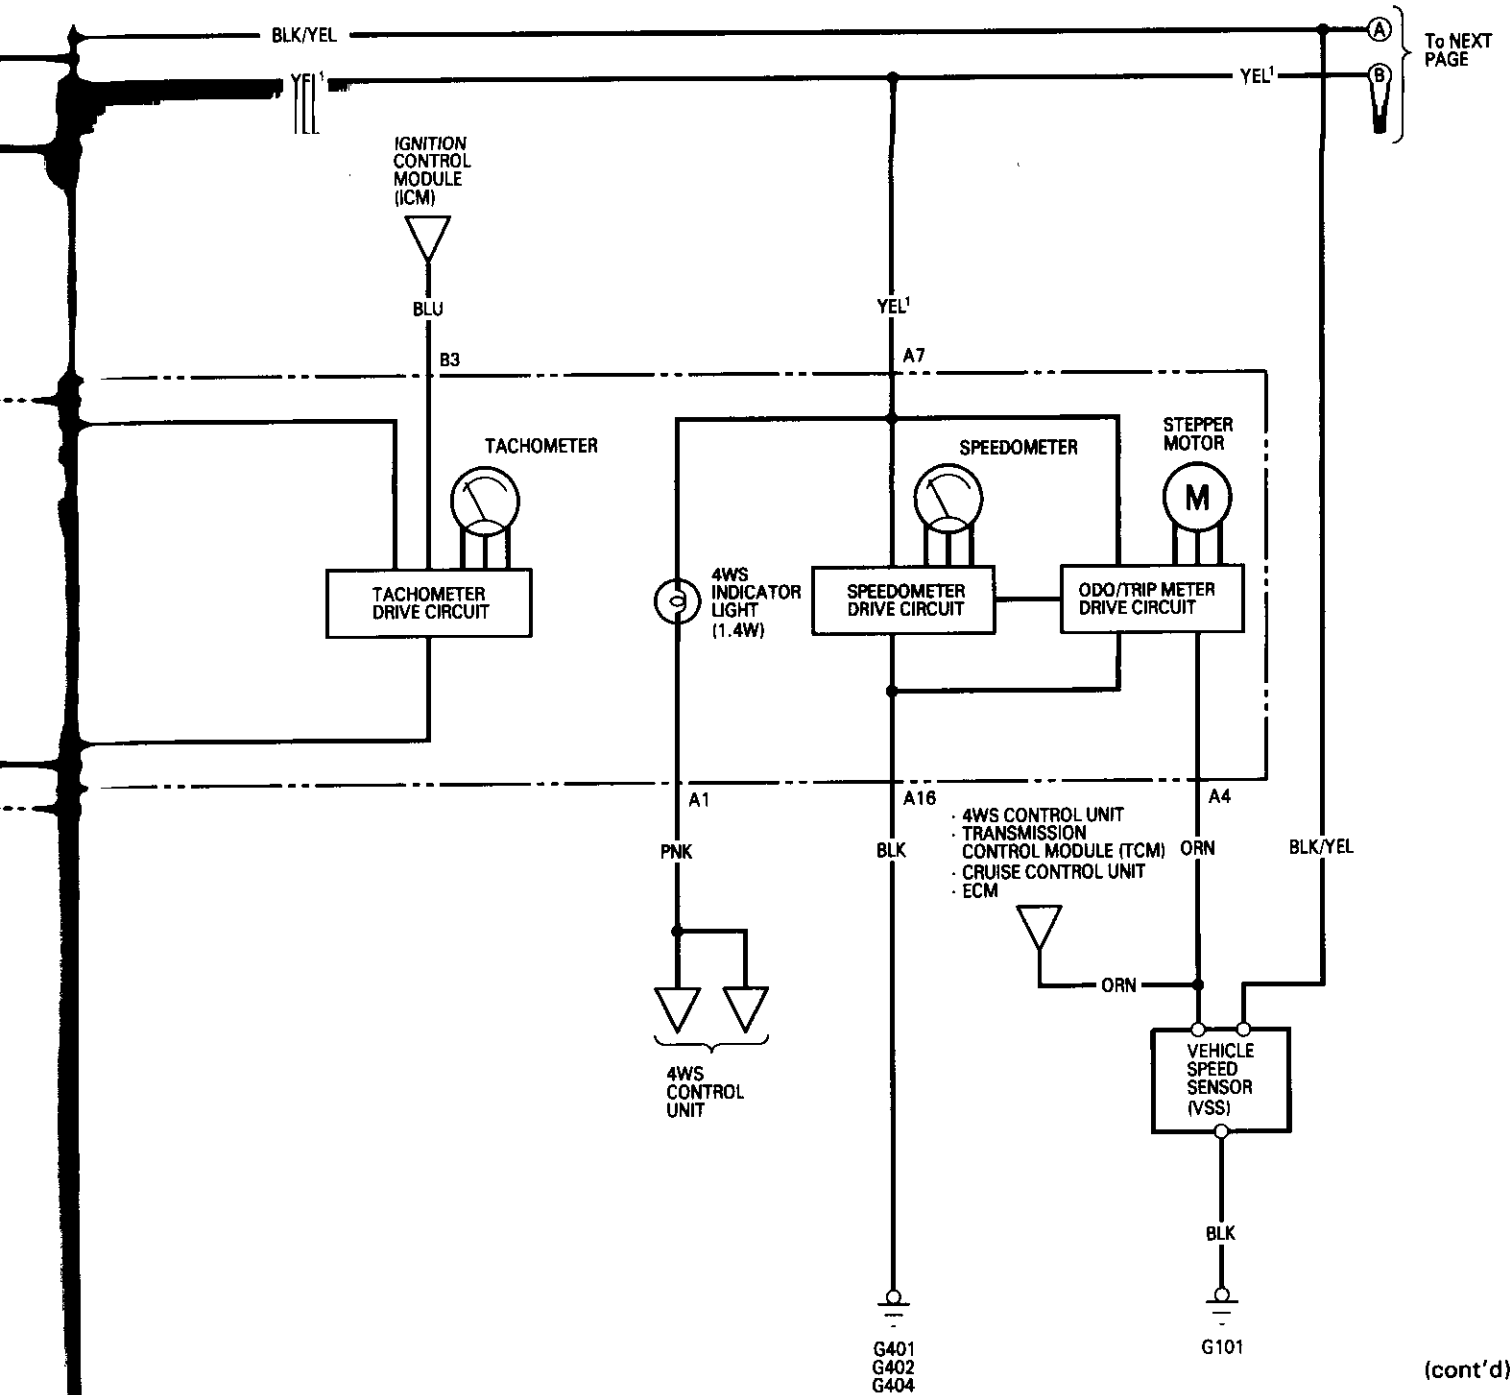 BLK/YEL
A
To NEXT
PAGE
YEL¹
YEL¹
B
IGNITION
CONTROL
MODULE
(ICM)
BLU
YEL¹
B3
A7
TACHOMETER
SPEEDOMETER
STEPPER
MOTOR
M
TACHOMETER
DRIVE CIRCUIT
4WS
INDICATOR
LIGHT
(1.4W)
SPEEDOMETER
DRIVE CIRCUIT
ODO/TRIP METER
DRIVE CIRCUIT
A1
A16
A4
· 4WS CONTROL UNIT
· TRANSMISSION
CONTROL MODULE (TCM)
· CRUISE CONTROL UNIT
· ECM
PNK
BLK
ORN
BLK/YEL
ORN
4WS
CONTROL
UNIT
VEHICLE
SPEED
SENSOR
(VSS)
BLK
G401
G402
G404
G101
(cont'd)